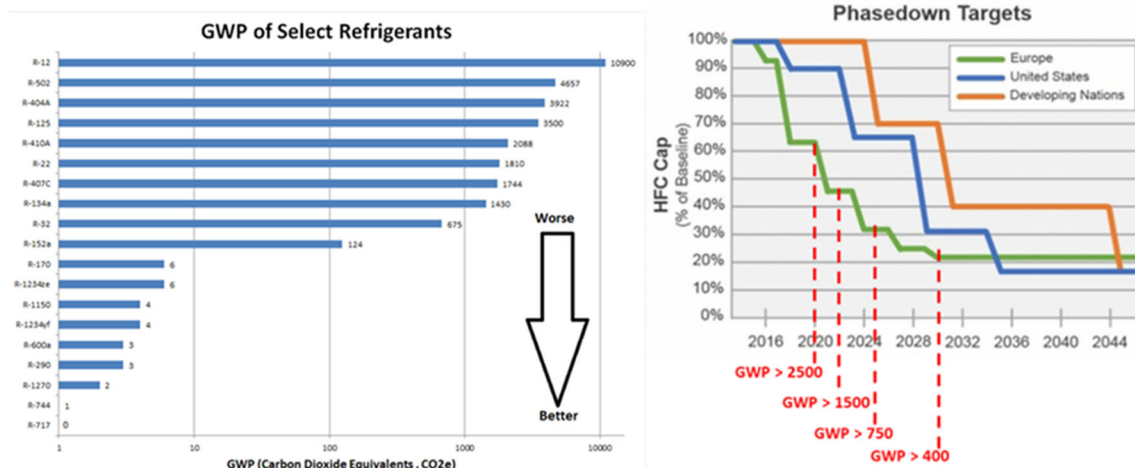 GWP of Select Refrigerants
R-12 10900
R-502 4657
R-404A 3922
R-125 3500
R-410A 2088
R-22 1810
R-407C 1744
R-134a 1430
R-32 675
R-152a 124
R-170 6
R-1234ze 6
R-1150 4
R-1234yf 4
R-600a 3
R-290 3
R-1270 2
R-744 1
R-717 0
Worse
Better
1 10 100 1000 10000
GWP (Carbon Dioxide Equivalents , CO2e)
Phasedown Targets
Europe
United States
Developing Nations
HFC Cap
(% of Baseline)
100%
90%
80%
70%
60%
50%
40%
30%
20%
10%
0%
2016 2020 2024 2028 2032 2036 2040 2044
GWP > 2500
GWP > 1500
GWP > 750
GWP > 400